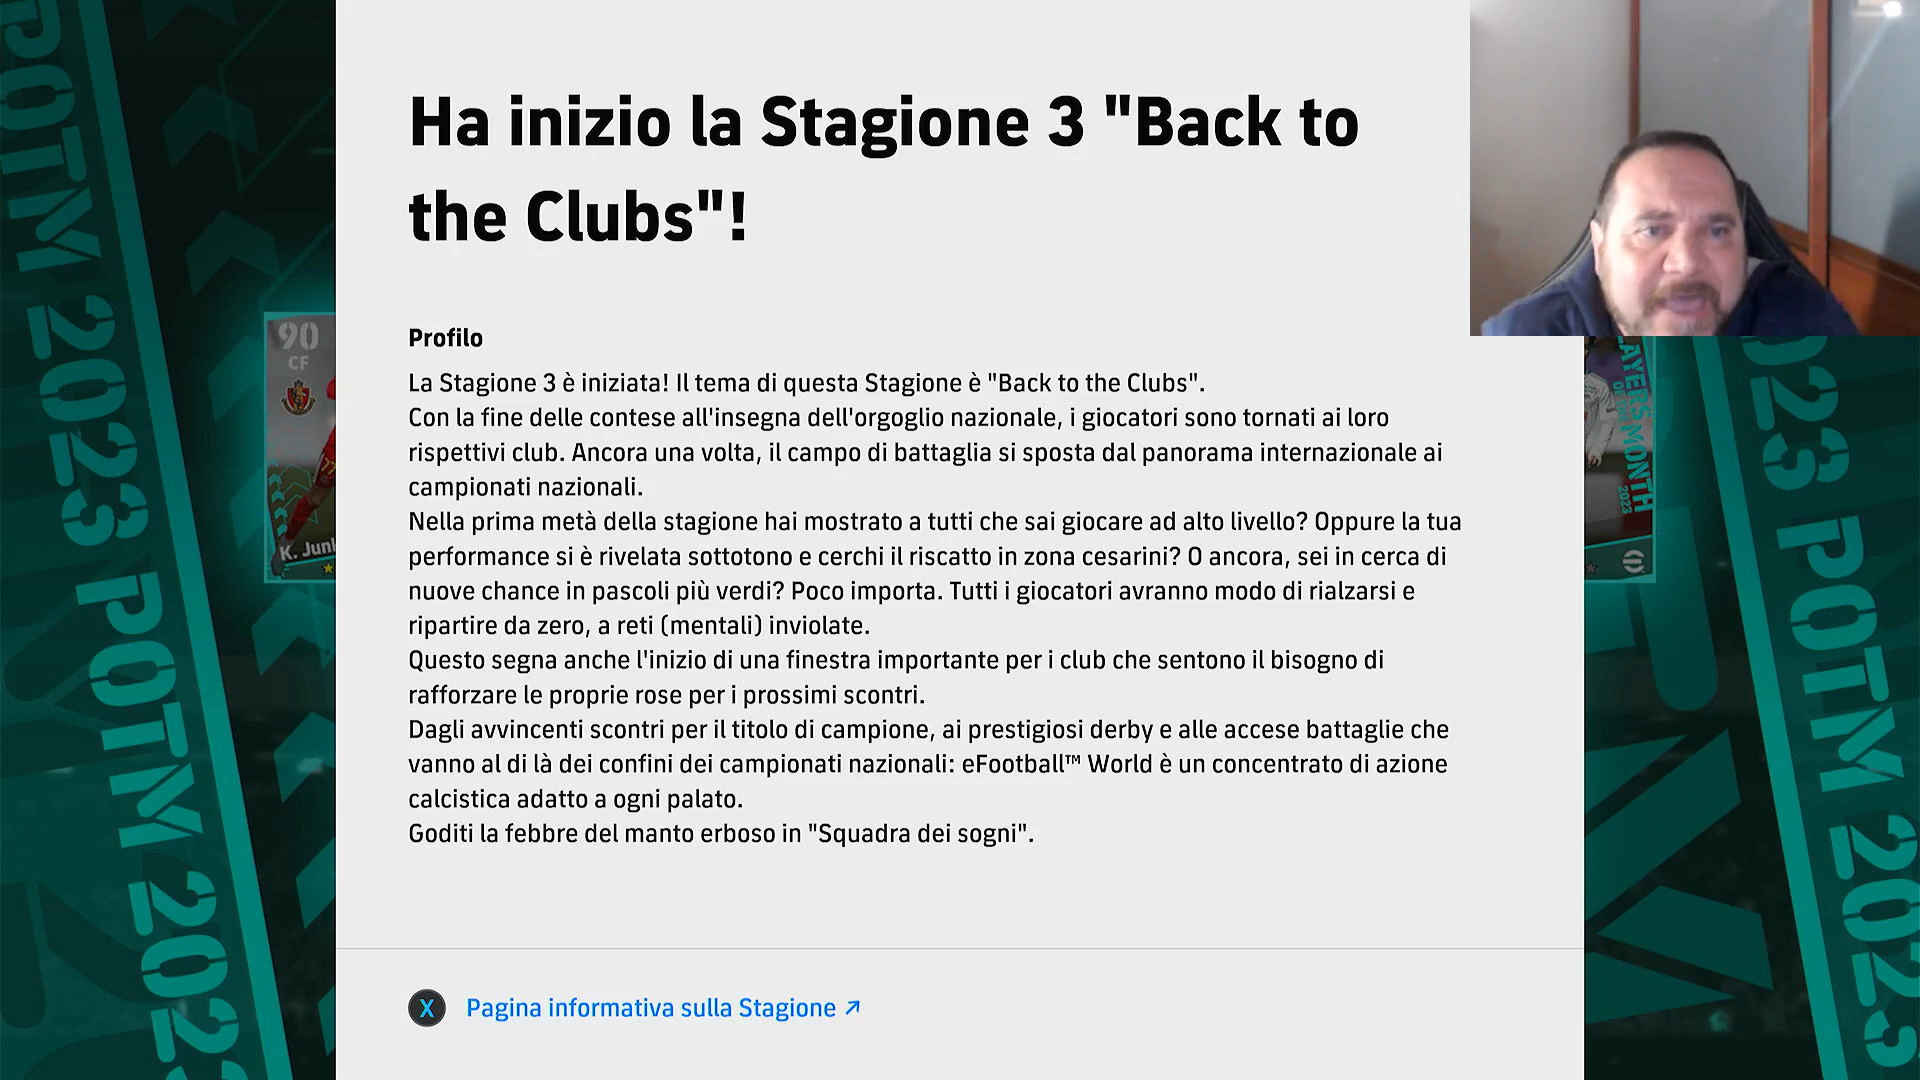 Ha inizio la Stagione 3 "Back to
the Clubs"!
Profilo
La Stagione 3 è iniziata! Il tema di questa Stagione è "Back to the Clubs".
Con la fine delle contese all'insegna dell'orgoglio nazionale, i giocatori sono tornati ai loro
rispettivi club. Ancora una volta, il campo di battaglia si sposta dal panorama internazionale ai
campionati nazionali.
Nella prima metà della stagione hai mostrato a tutti che sai giocare ad alto livello? Oppure la tua
performance si è rivelata sottotono e cerchi il riscatto in zona cesarini? O ancora, sei in cerca di
nuove chance in pascoli più verdi? Poco importa. Tutti i giocatori avranno modo di rialzarsi e
ripartire da zero, a reti (mentali) inviolate.
Questo segna anche l'inizio di una finestra importante per i club che sentono il bisogno di
rafforzare le proprie rose per i prossimi scontri.
Dagli avvincenti scontri per il titolo di campione, ai prestigiosi derby e alle accese battaglie che
vanno al di là dei confini dei campionati nazionali: eFootball™ World è un concentrato di azione
calcistica adatto a ogni palato.
Goditi la febbre del manto erboso in "Squadra dei sogni".
X Pagina informativa sulla Stagione ↗
POTM 2023 POTM 2023
90
CF
K. Jun
MONTH
2023
2023 POTM 2023